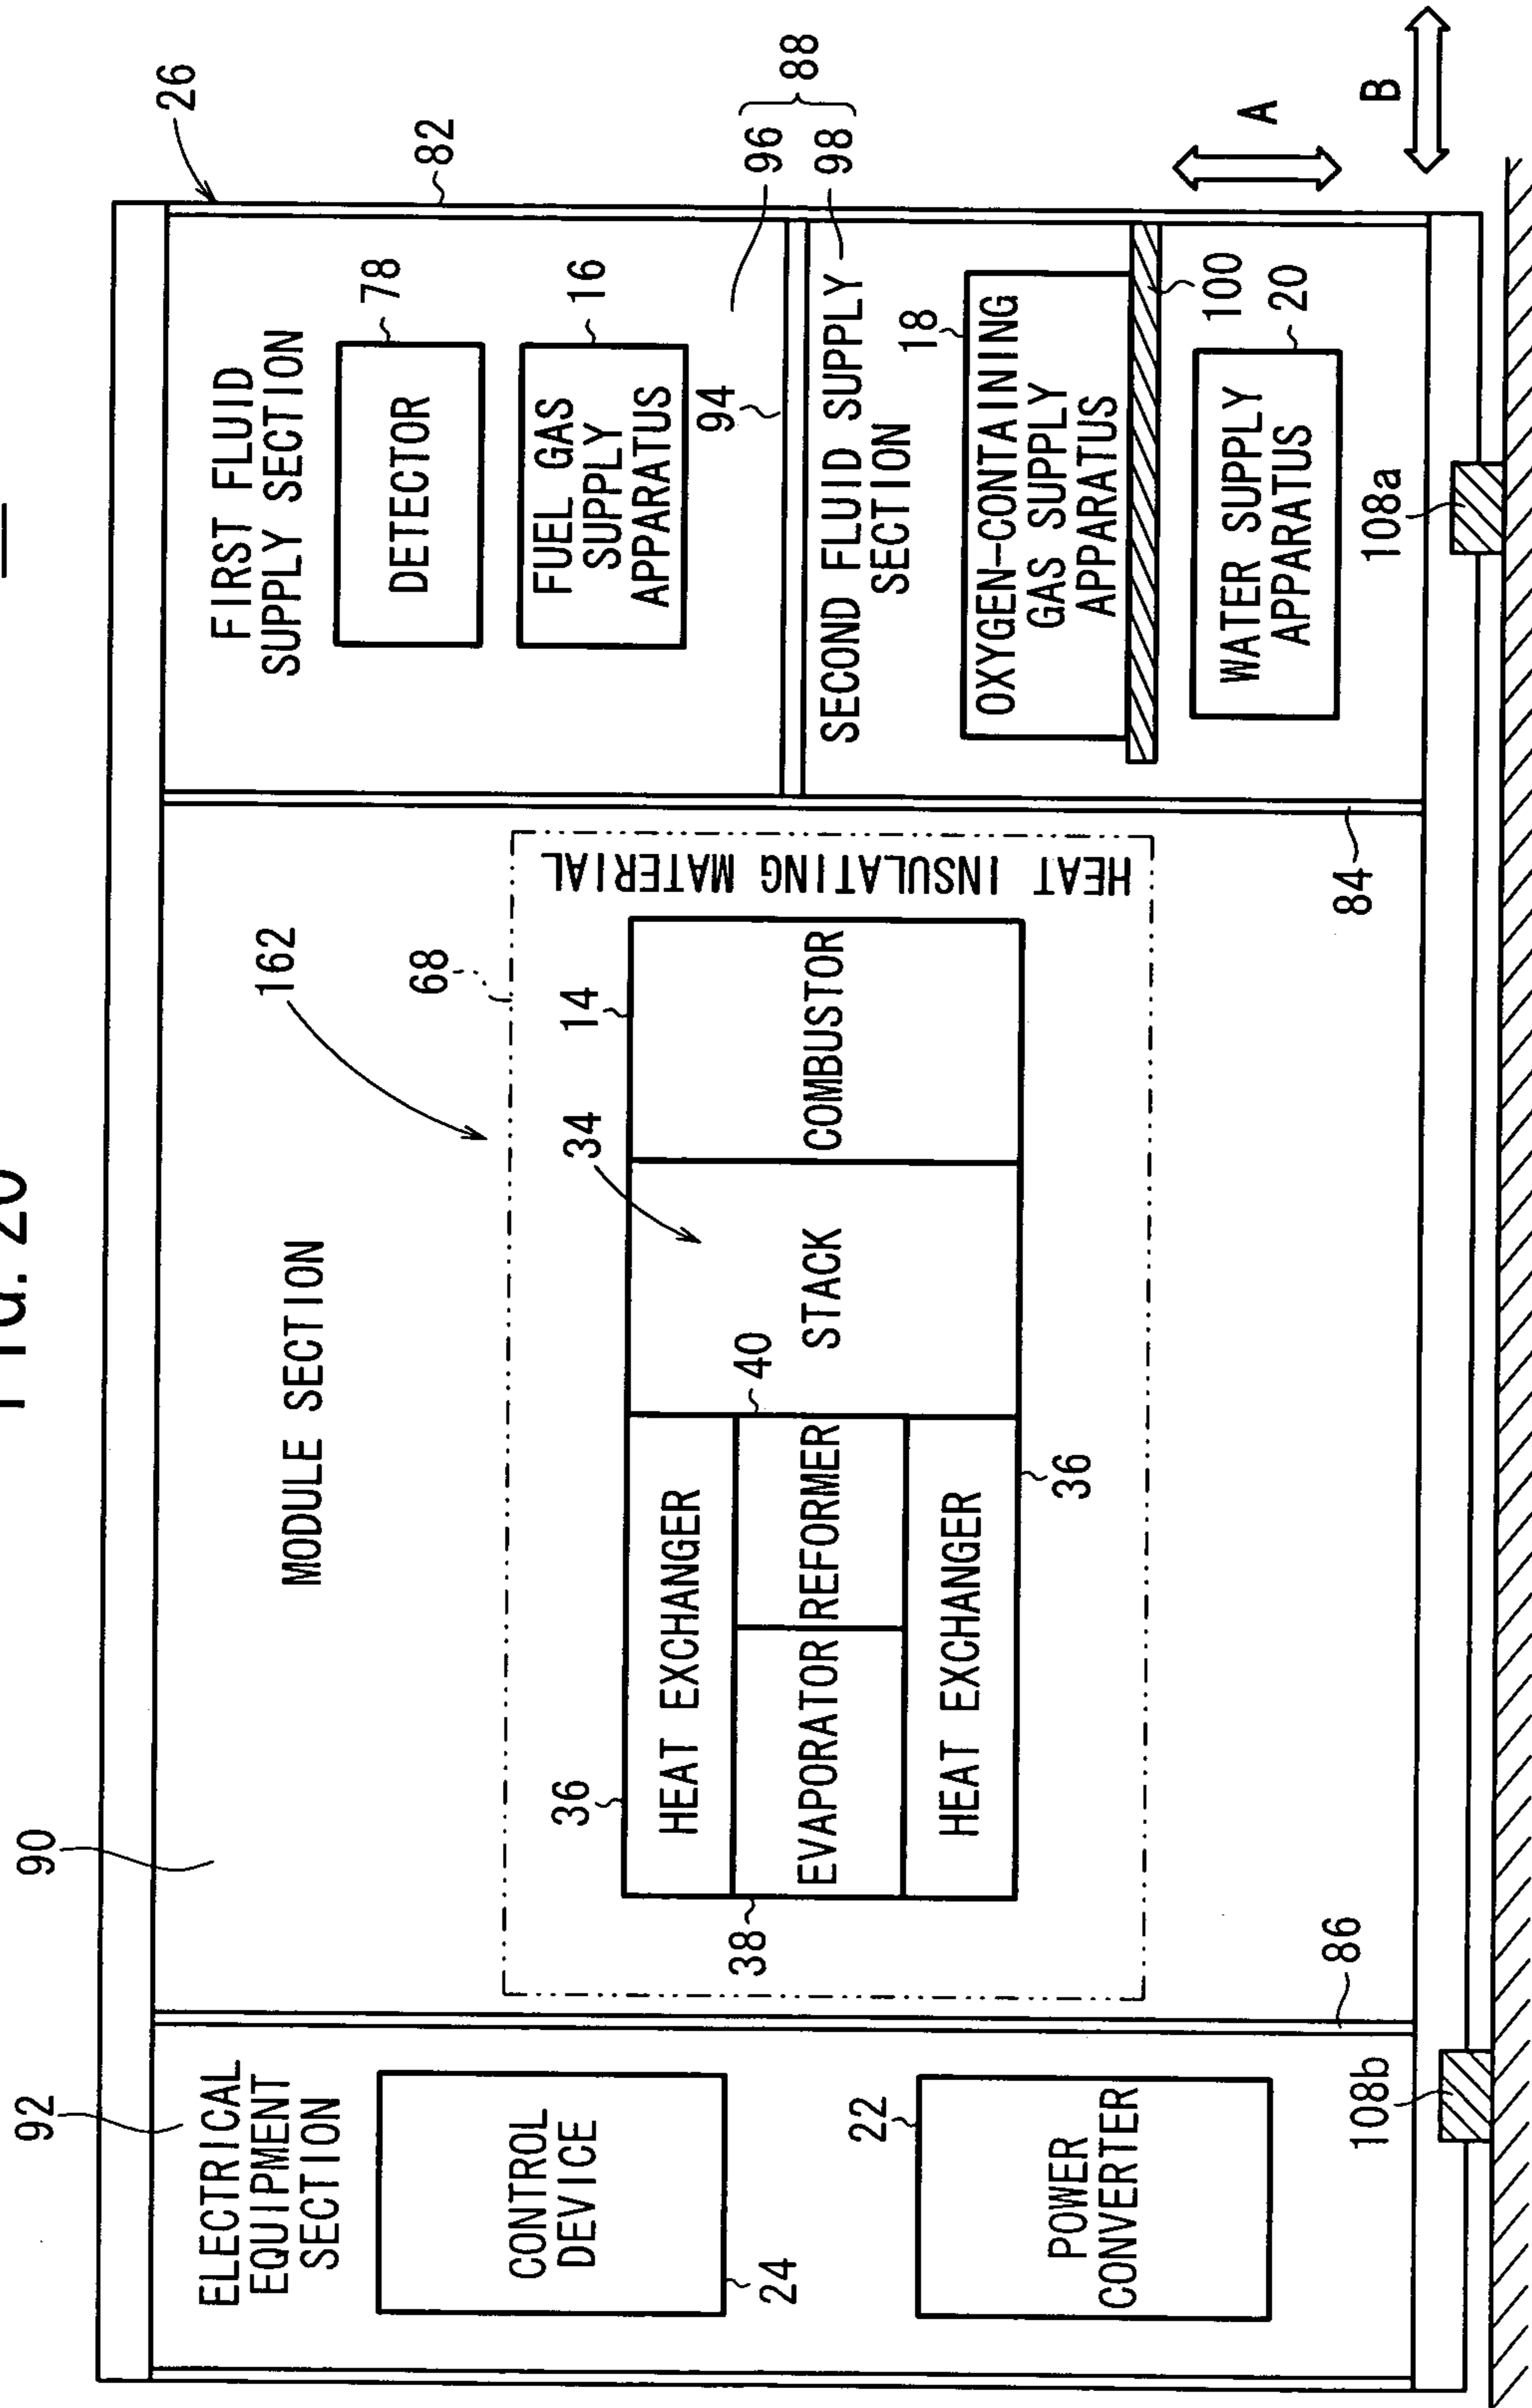 FIG. 20
26
82
88
96
98
A
B
FIRST FLUID
SUPPLY SECTION
78
DETECTOR
16
FUEL GAS
SUPPLY
APPARATUS
94
SECOND FLUID SUPPLY
SECTION
18
OXYGEN-CONTAINING
GAS SUPPLY
APPARATUS
100
20
WATER SUPPLY
APPARATUS
108a
90
MODULE SECTION
162
68
HEAT INSULATING MATERIAL
84
14
COMBUSTOR
34
STACK
40
36
HEAT EXCHANGER
EVAPORATOR
REFORMER
38
HEAT EXCHANGER
36
86
92
ELECTRICAL
EQUIPMENT
SECTION
CONTROL
DEVICE
24
22
POWER
CONVERTER
108b